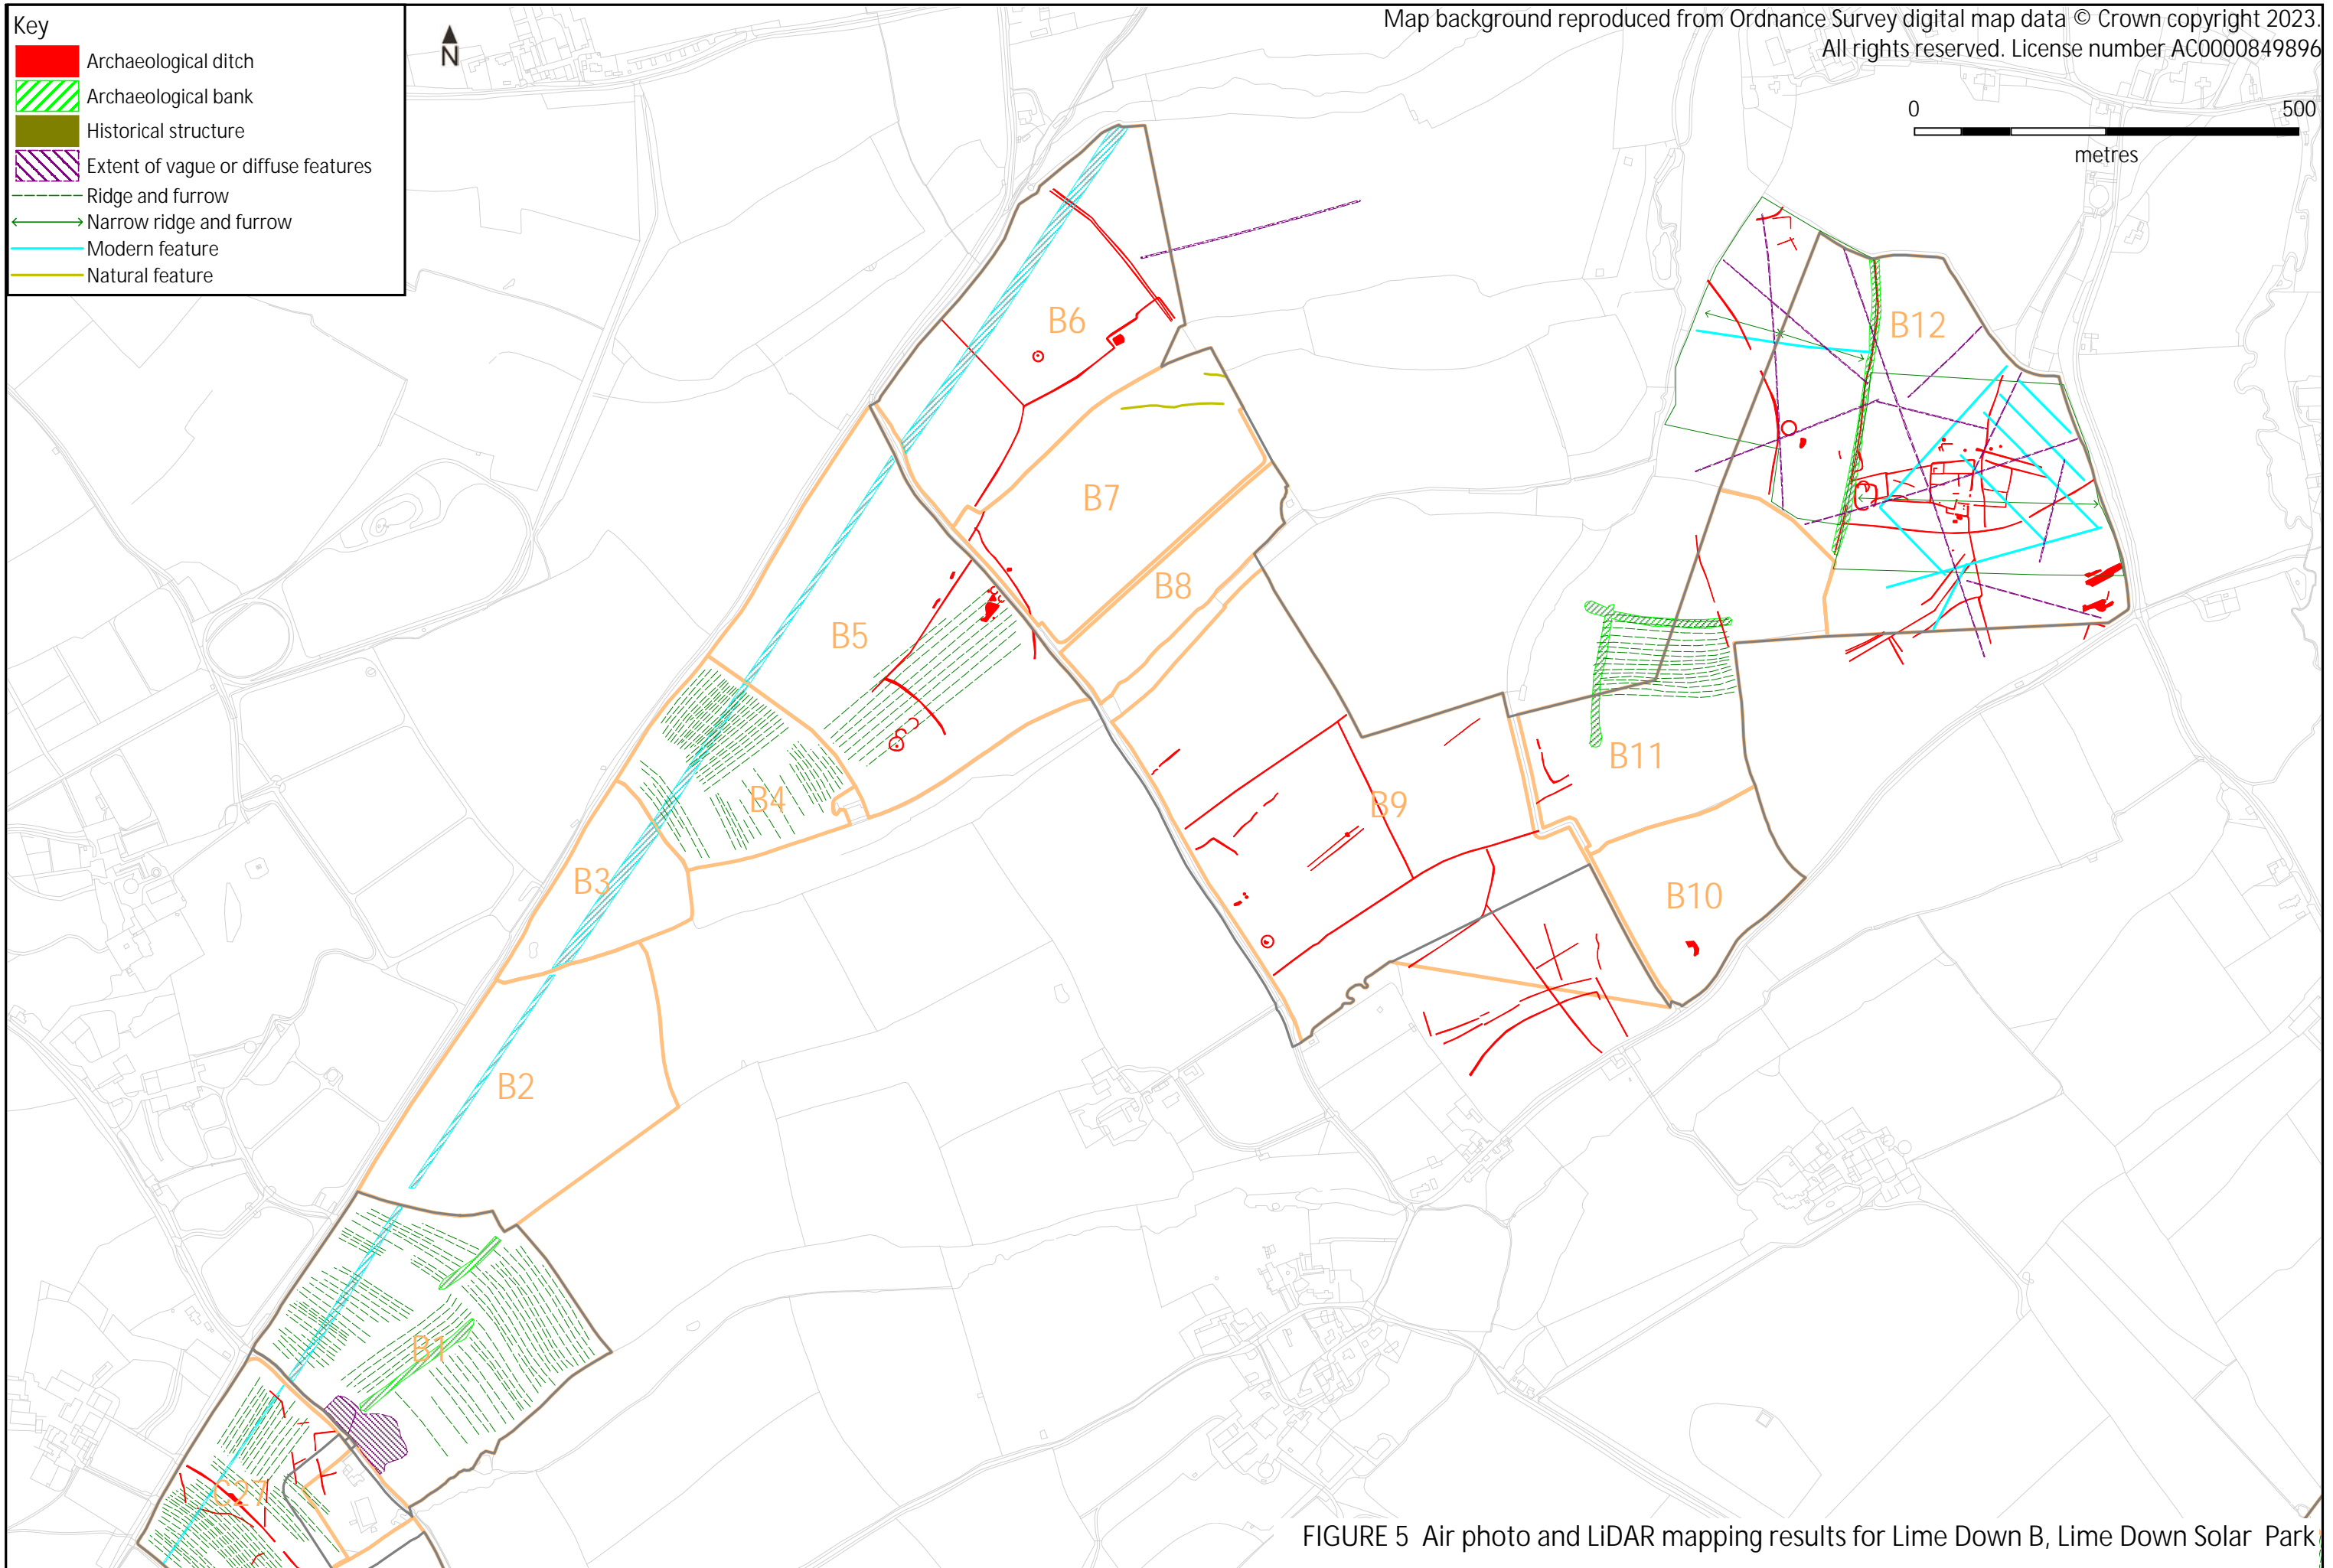 Key
Archaeological ditch
Archaeological bank
Historical structure
Extent of vague or diffuse features
Ridge and furrow
Narrow ridge and furrow
Modern feature
Natural feature
N
Map background reproduced from Ordnance Survey digital map data © Crown copyright 2023.
All rights reserved. License number AC0000849896
0 500
metres
B6
B12
B7
B8
B5
B11
B4
B9
B3
B10
B2
B1
C27
FIGURE 5 Air photo and LiDAR mapping results for Lime Down B, Lime Down Solar Park